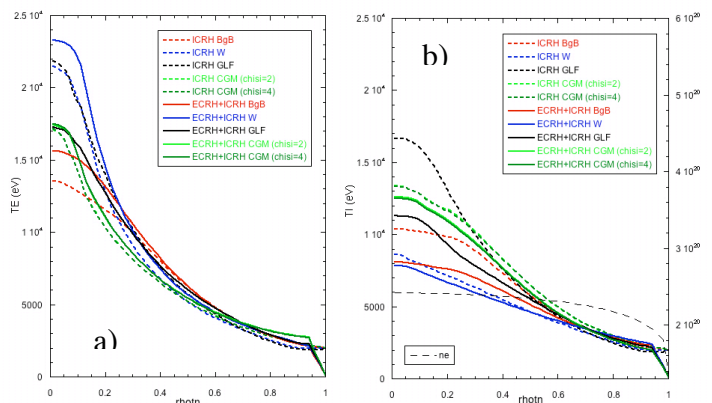 2.5 10⁴
2 10⁴
1.5 10⁴
1 10⁴
5000
0
TE (eV)
ICRH BgB
ICRH W
ICRH GLF
ICRH CGM (chisi=2)
ICRH CGM (chisi=4)
ECRH+ICRH BgB
ECRH+ICRH W
ECRH+ICRH GLF
ECRH+ICRH CGM (chisi=2)
ECRH+ICRH CGM (chisi=4)
a)
0 0.2 0.4 0.6 0.8 1
rhotn
2.5 10⁴
2 10⁴
1.5 10⁴
1 10⁴
5000
0
TI (eV)
b)
ICRH BgB
ICRH W
ICRH GLF
ICRH CGM (chisi=2)
ICRH CGM (chisi=4)
ECRH+ICRH BgB
ECRH+ICRH W
ECRH+ICRH GLF
ECRH+ICRH CGM (chisi=2)
ECRH+ICRH CGM (chisi=4)
ne
6 10²⁰
5 10²⁰
4 10²⁰
3 10²⁰
2 10²⁰
0 0.2 0.4 0.6 0.8 1
rhotn